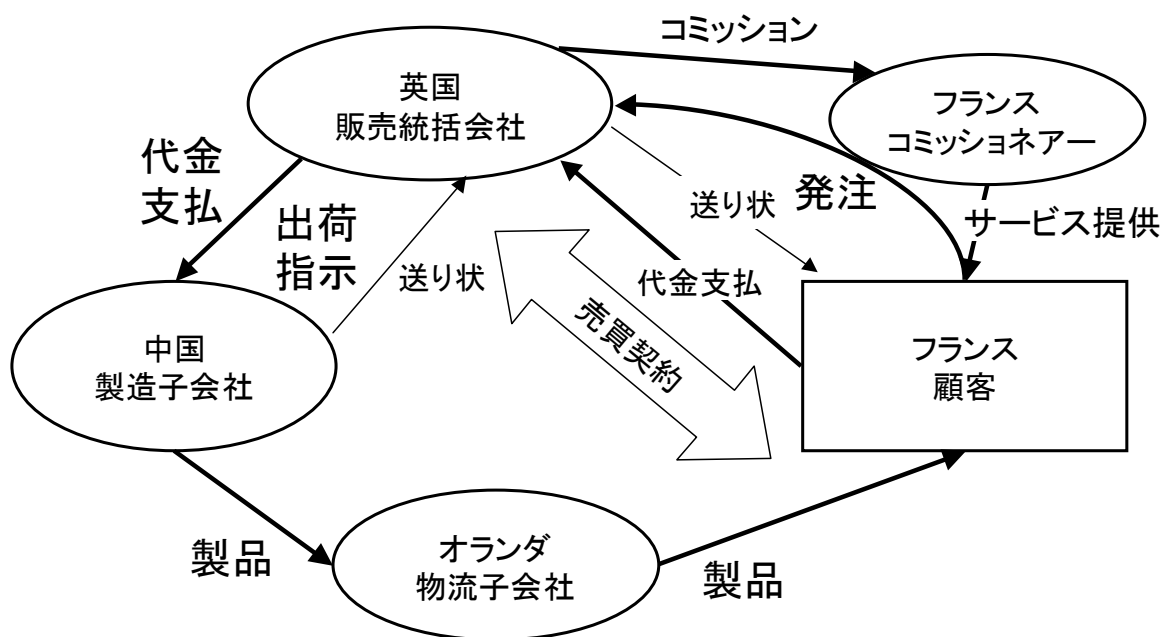 コミッション
英国
販売統括会社
フランス
コミッショネアー
代金
支払
発注
送り状
サービス提供
出荷
指示
送り状
代金支払
売買契約
中国
製造子会社
フランス
顧客
製品
オランダ
物流子会社
製品